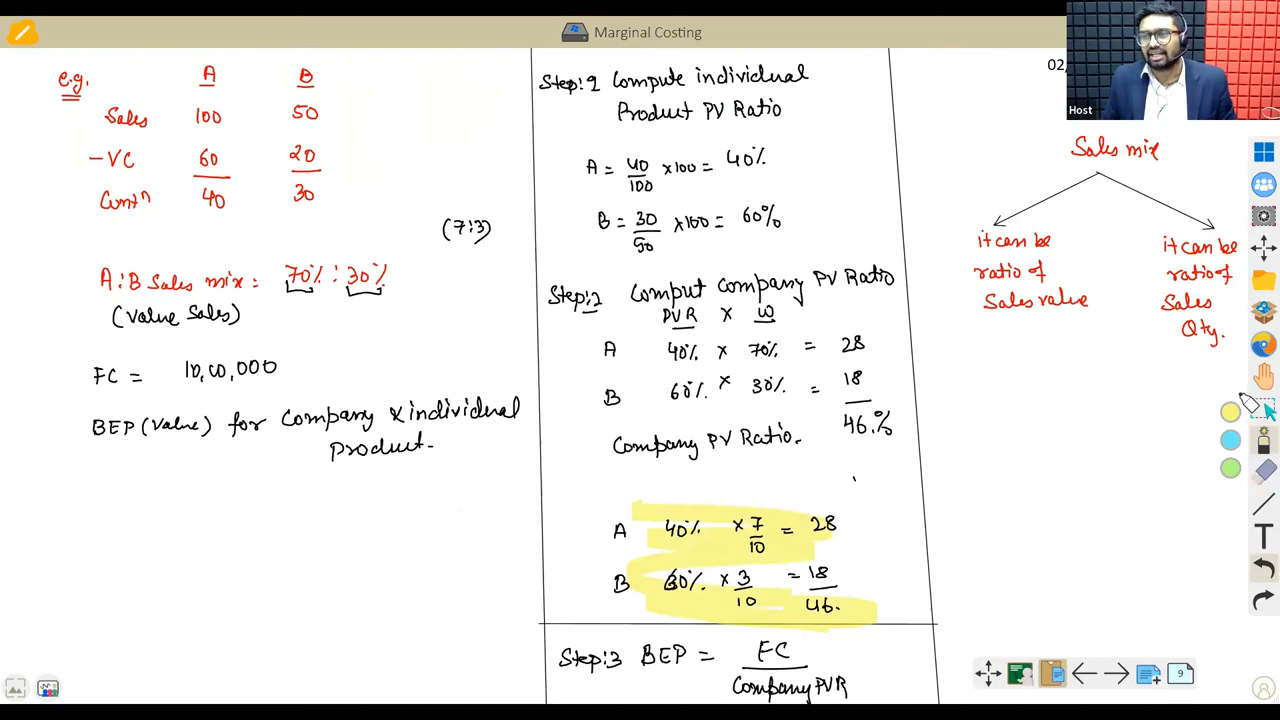 Marginal Costing
e.g. A B
Sales 100 50
- VC 60 20
Contⁿ 40 30
(7:3)
A:B Sales mix = 70% : 30%
(Value Sales)
FC = 10,00,000
BEP (Value) for Company & individual
Product.
Step:1 Compute individual
Product PV Ratio
A = 40/100 x 100 = 40%
B = 30/50 x 100 = 60%
Step:2 Comput Company PV Ratio
PVR x W
A 40% x 70% = 28
B 60% x 30% = 18
46.%
Company PV Ratio.
A 40% x 7/10 = 28
B 60% x 3/10 = 18
46.
Step:3 BEP = FC / Company PVR
02/
Host
Sales mix
it can be
ratio of
Sales value
it can be
ratio of
Sales
Qty.
T
9